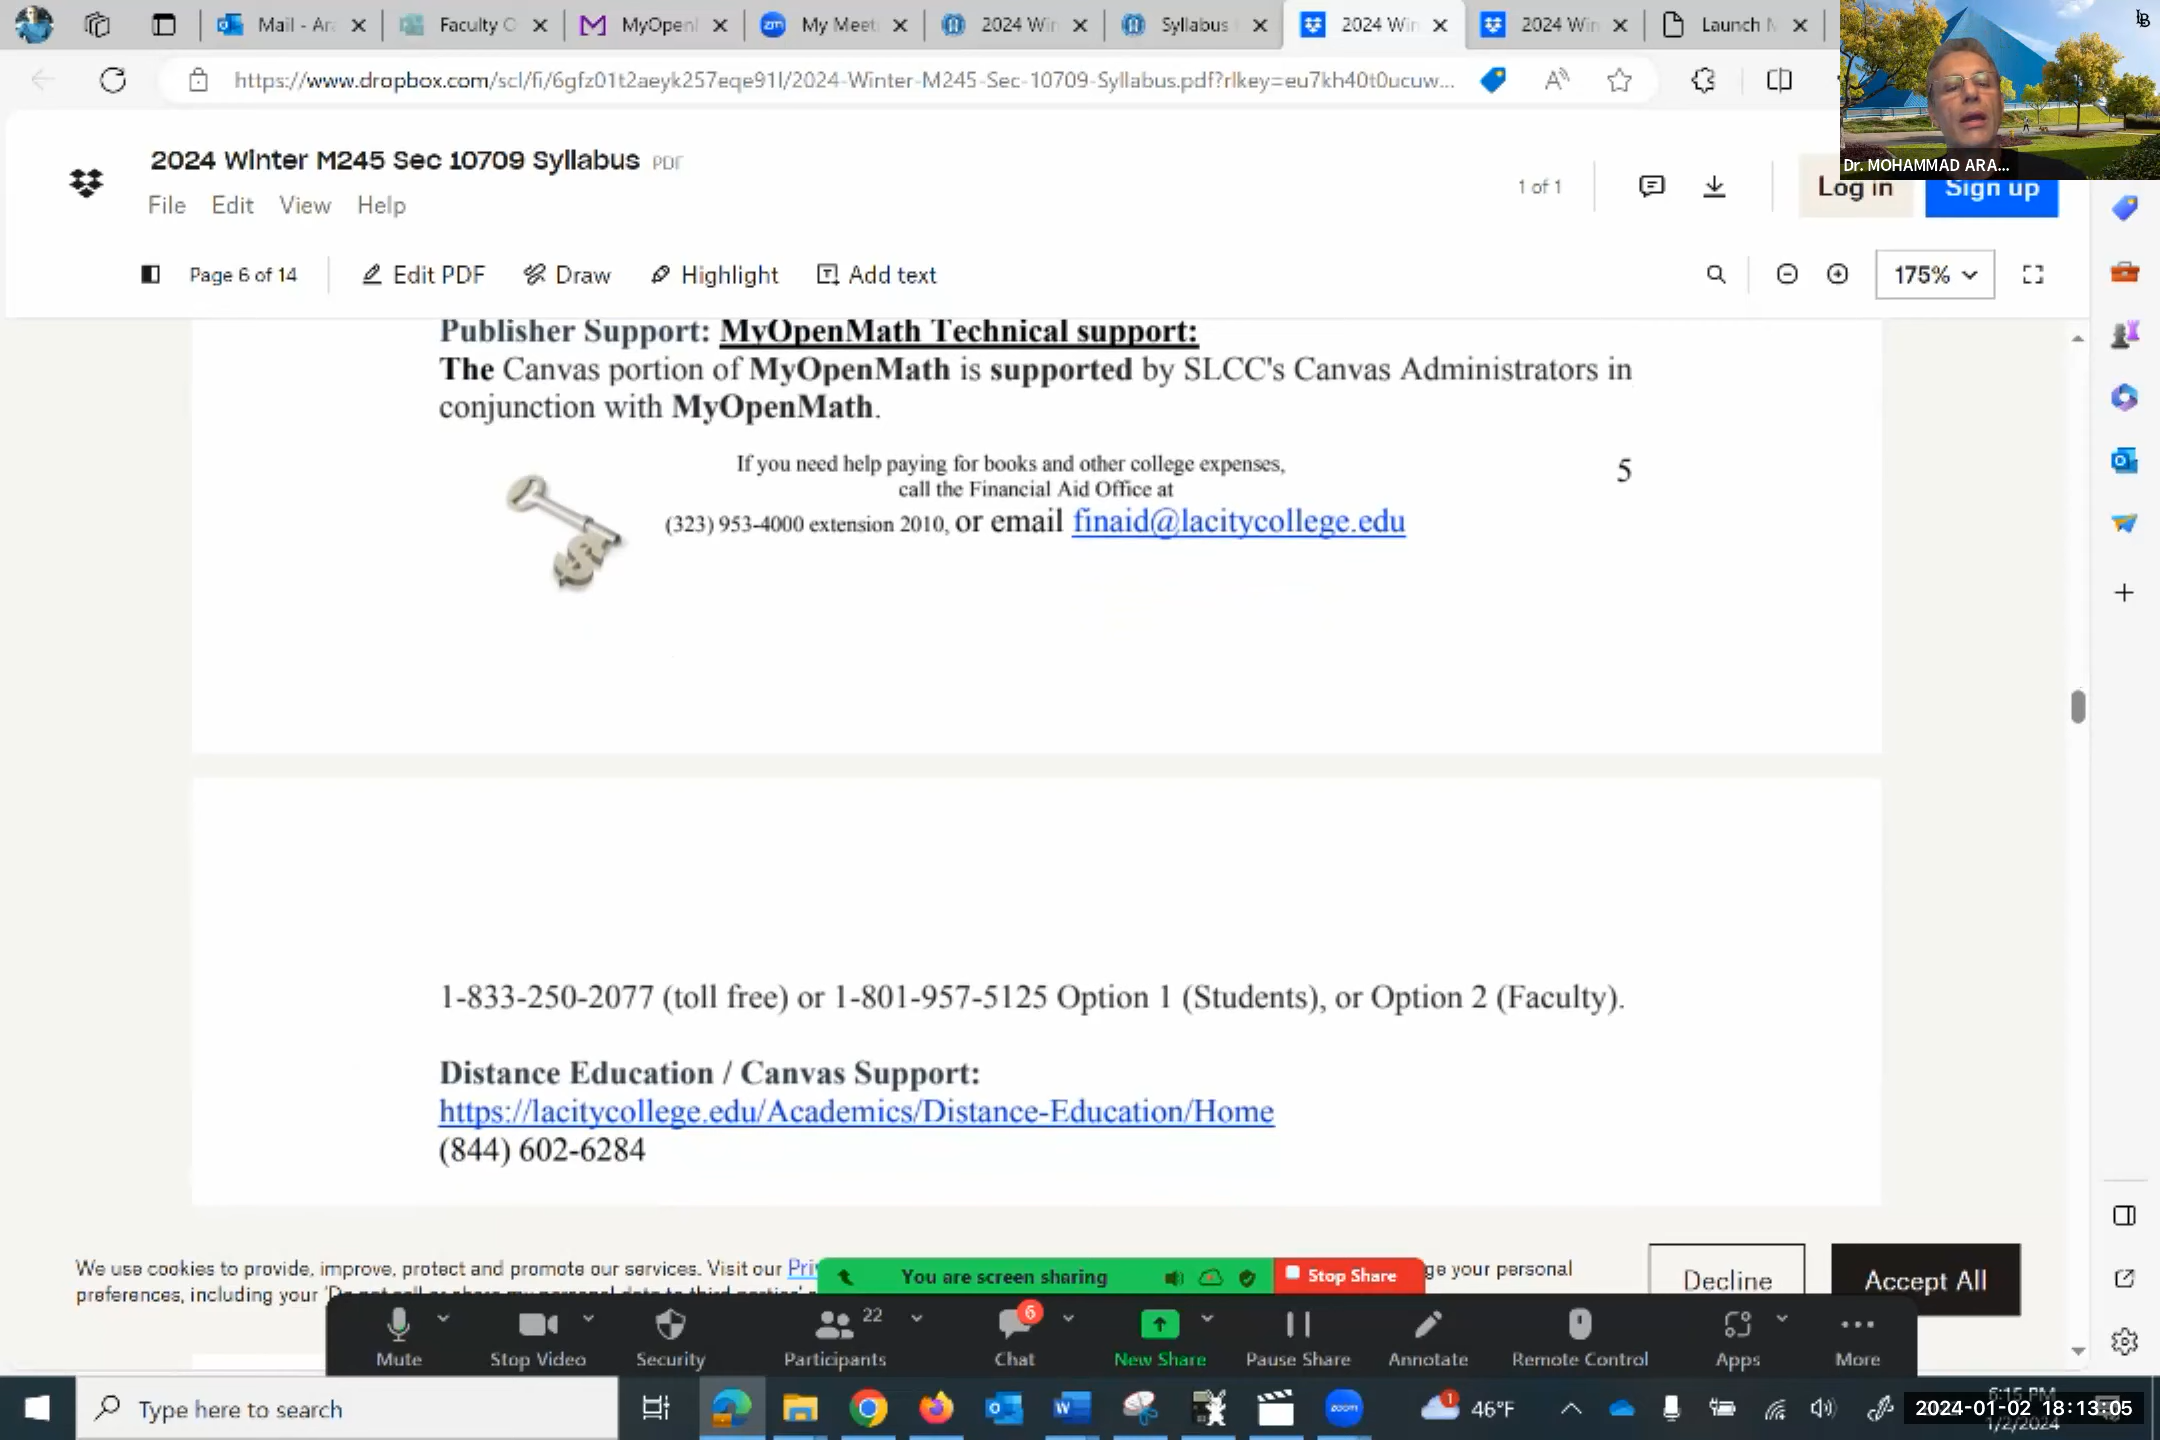 Mail - Ar
Faculty O
MyOpen
My Meet
2024 Win
Syllabus
2024 Win
2024 Win
Launch
https://www.dropbox.com/scl/fi/6gfz01t2aeyk257eqe91l/2024-Winter-M245-Sec-10709-Syllabus.pdf?rlkey=eu7kh40t0ucuw...
Dr. MOHAMMAD ARA...
2024 Winter M245 Sec 10709 Syllabus PDF
File Edit View Help
1 of 1
Log in
Sign up
Page 6 of 14
Edit PDF
Draw
Highlight
Add text
175%
Publisher Support: MyOpenMath Technical support:
The Canvas portion of MyOpenMath is supported by SLCC's Canvas Administrators in
conjunction with MyOpenMath.
If you need help paying for books and other college expenses,
call the Financial Aid Office at
(323) 953-4000 extension 2010, or email finaid@lacitycollege.edu
5
1-833-250-2077 (toll free) or 1-801-957-5125 Option 1 (Students), or Option 2 (Faculty).
Distance Education / Canvas Support:
https://lacitycollege.edu/Academics/Distance-Education/Home
(844) 602-6284
We use cookies to provide, improve, protect and promote our services. Visit our Pri
ge your personal
preferences, including your
Decline
Accept All
You are screen sharing
Stop Share
Mute
Stop Video
Security
Participants 22
Chat 6
New Share
Pause Share
Annotate
Remote Control
Apps
More
Type here to search
zoom
1
46°F
6:15 PM
1/2/2024
2024-01-02 18:13:05